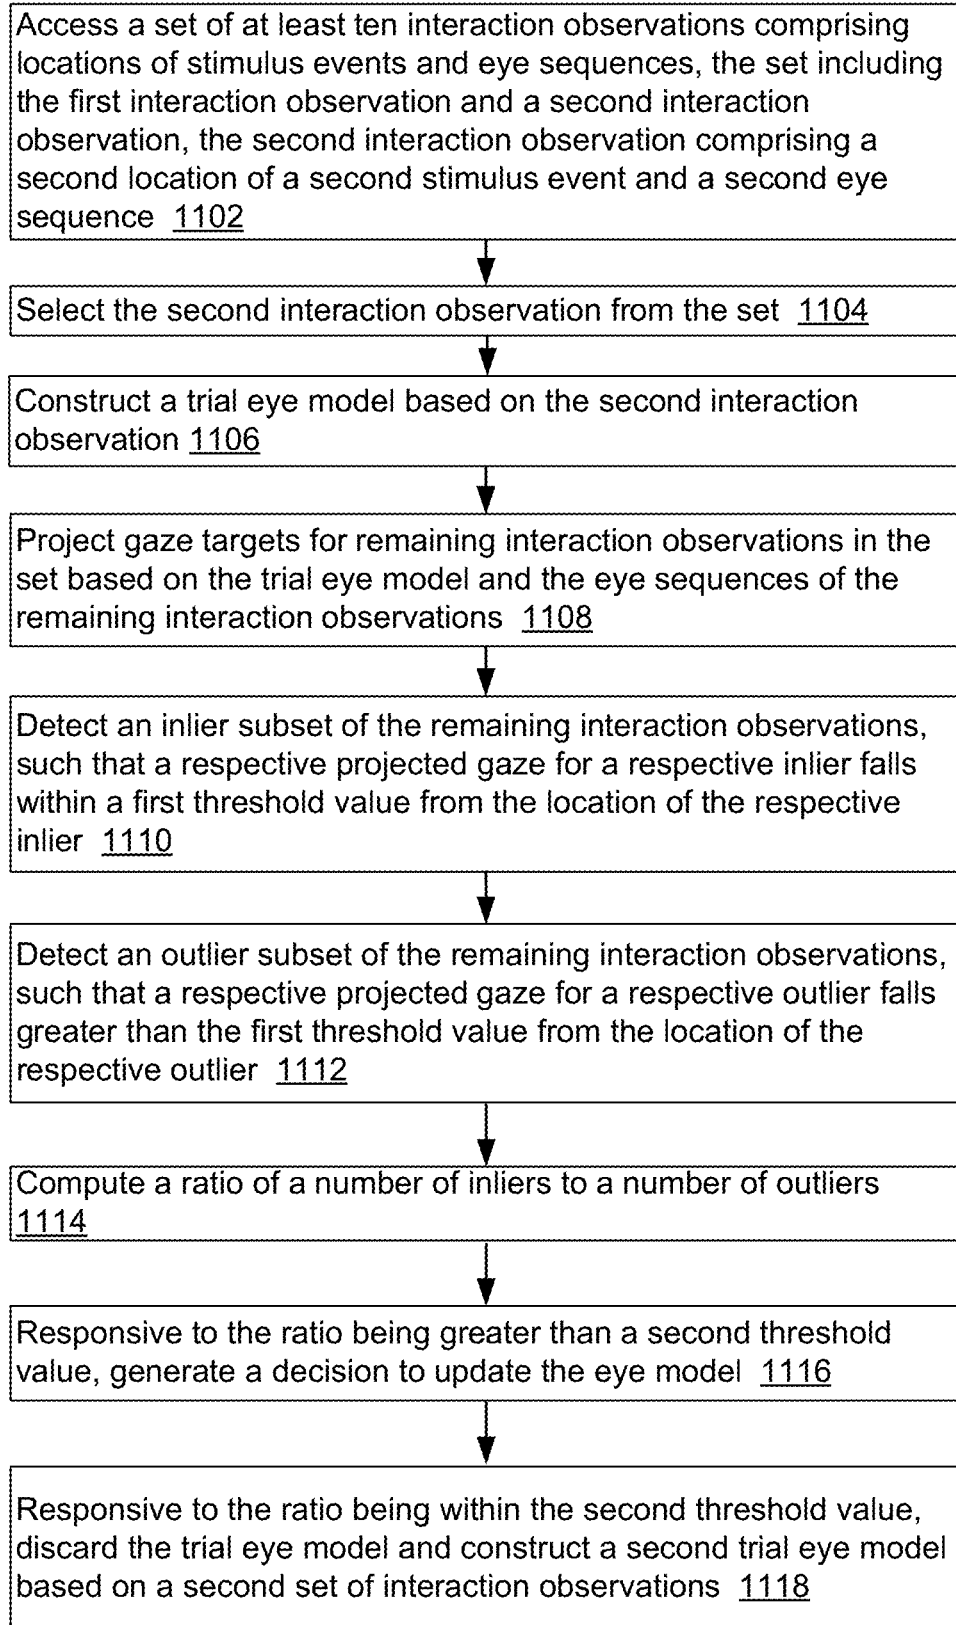 Access a set of at least ten interaction observations comprising
locations of stimulus events and eye sequences, the set including
the first interaction observation and a second interaction
observation, the second interaction observation comprising a
second location of a second stimulus event and a second eye
sequence 1102
Select the second interaction observation from the set 1104
Construct a trial eye model based on the second interaction
observation 1106
Project gaze targets for remaining interaction observations in the
set based on the trial eye model and the eye sequences of the
remaining interaction observations 1108
Detect an inlier subset of the remaining interaction observations,
such that a respective projected gaze for a respective inlier falls
within a first threshold value from the location of the respective
inlier 1110
Detect an outlier subset of the remaining interaction observations,
such that a respective projected gaze for a respective outlier falls
greater than the first threshold value from the location of the
respective outlier 1112
Compute a ratio of a number of inliers to a number of outliers
1114
Responsive to the ratio being greater than a second threshold
value, generate a decision to update the eye model 1116
Responsive to the ratio being within the second threshold value,
discard the trial eye model and construct a second trial eye model
based on a second set of interaction observations 1118